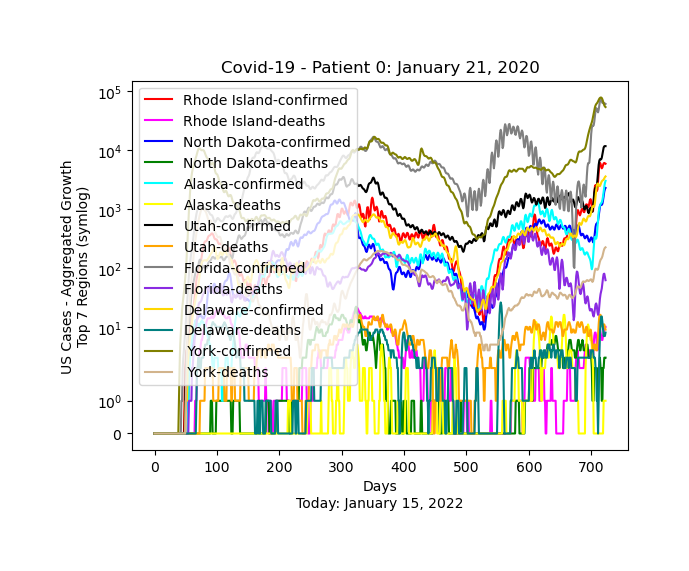 Covid-19 - Patient 0: January 21, 2020
US Cases - Aggregated Growth
Top 7 Regions (symlog)
10^5
10^4
10^3
10^2
10^1
10^0
0
Rhode Island-confirmed
Rhode Island-deaths
North Dakota-confirmed
North Dakota-deaths
Alaska-confirmed
Alaska-deaths
Utah-confirmed
Utah-deaths
Florida-confirmed
Florida-deaths
Delaware-confirmed
Delaware-deaths
York-confirmed
York-deaths
0 100 200 300 400 500 600 700
Days
Today: January 15, 2022